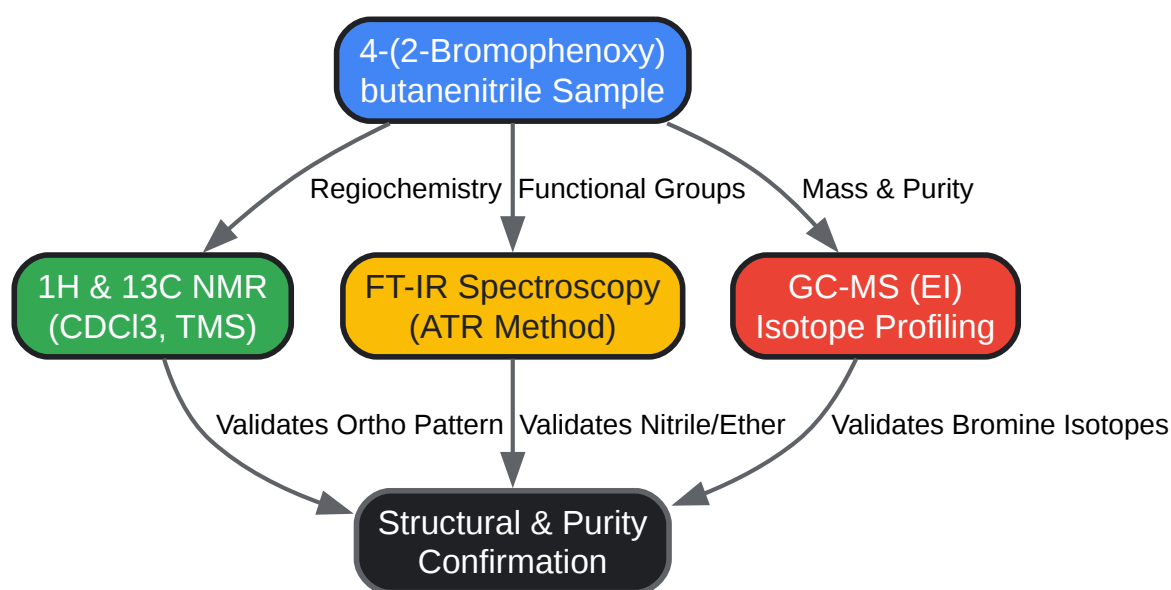 4-(2-Bromophenoxy)
butanenitrile Sample
Regiochemistry
Functional Groups
Mass & Purity
1H & 13C NMR
(CDCl3, TMS)
FT-IR Spectroscopy
(ATR Method)
GC-MS (EI)
Isotope Profiling
Validates Ortho Pattern
Validates Nitrile/Ether
Validates Bromine Isotopes
Structural & Purity
Confirmation